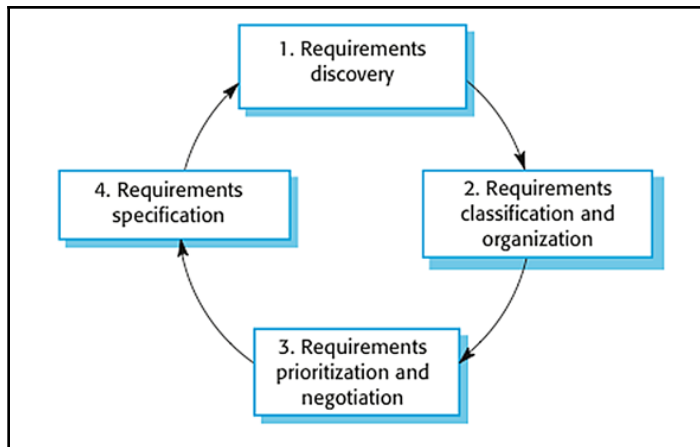 1. Requirements
discovery
2. Requirements
classification and
organization
3. Requirements
prioritization and
negotiation
4. Requirements
specification